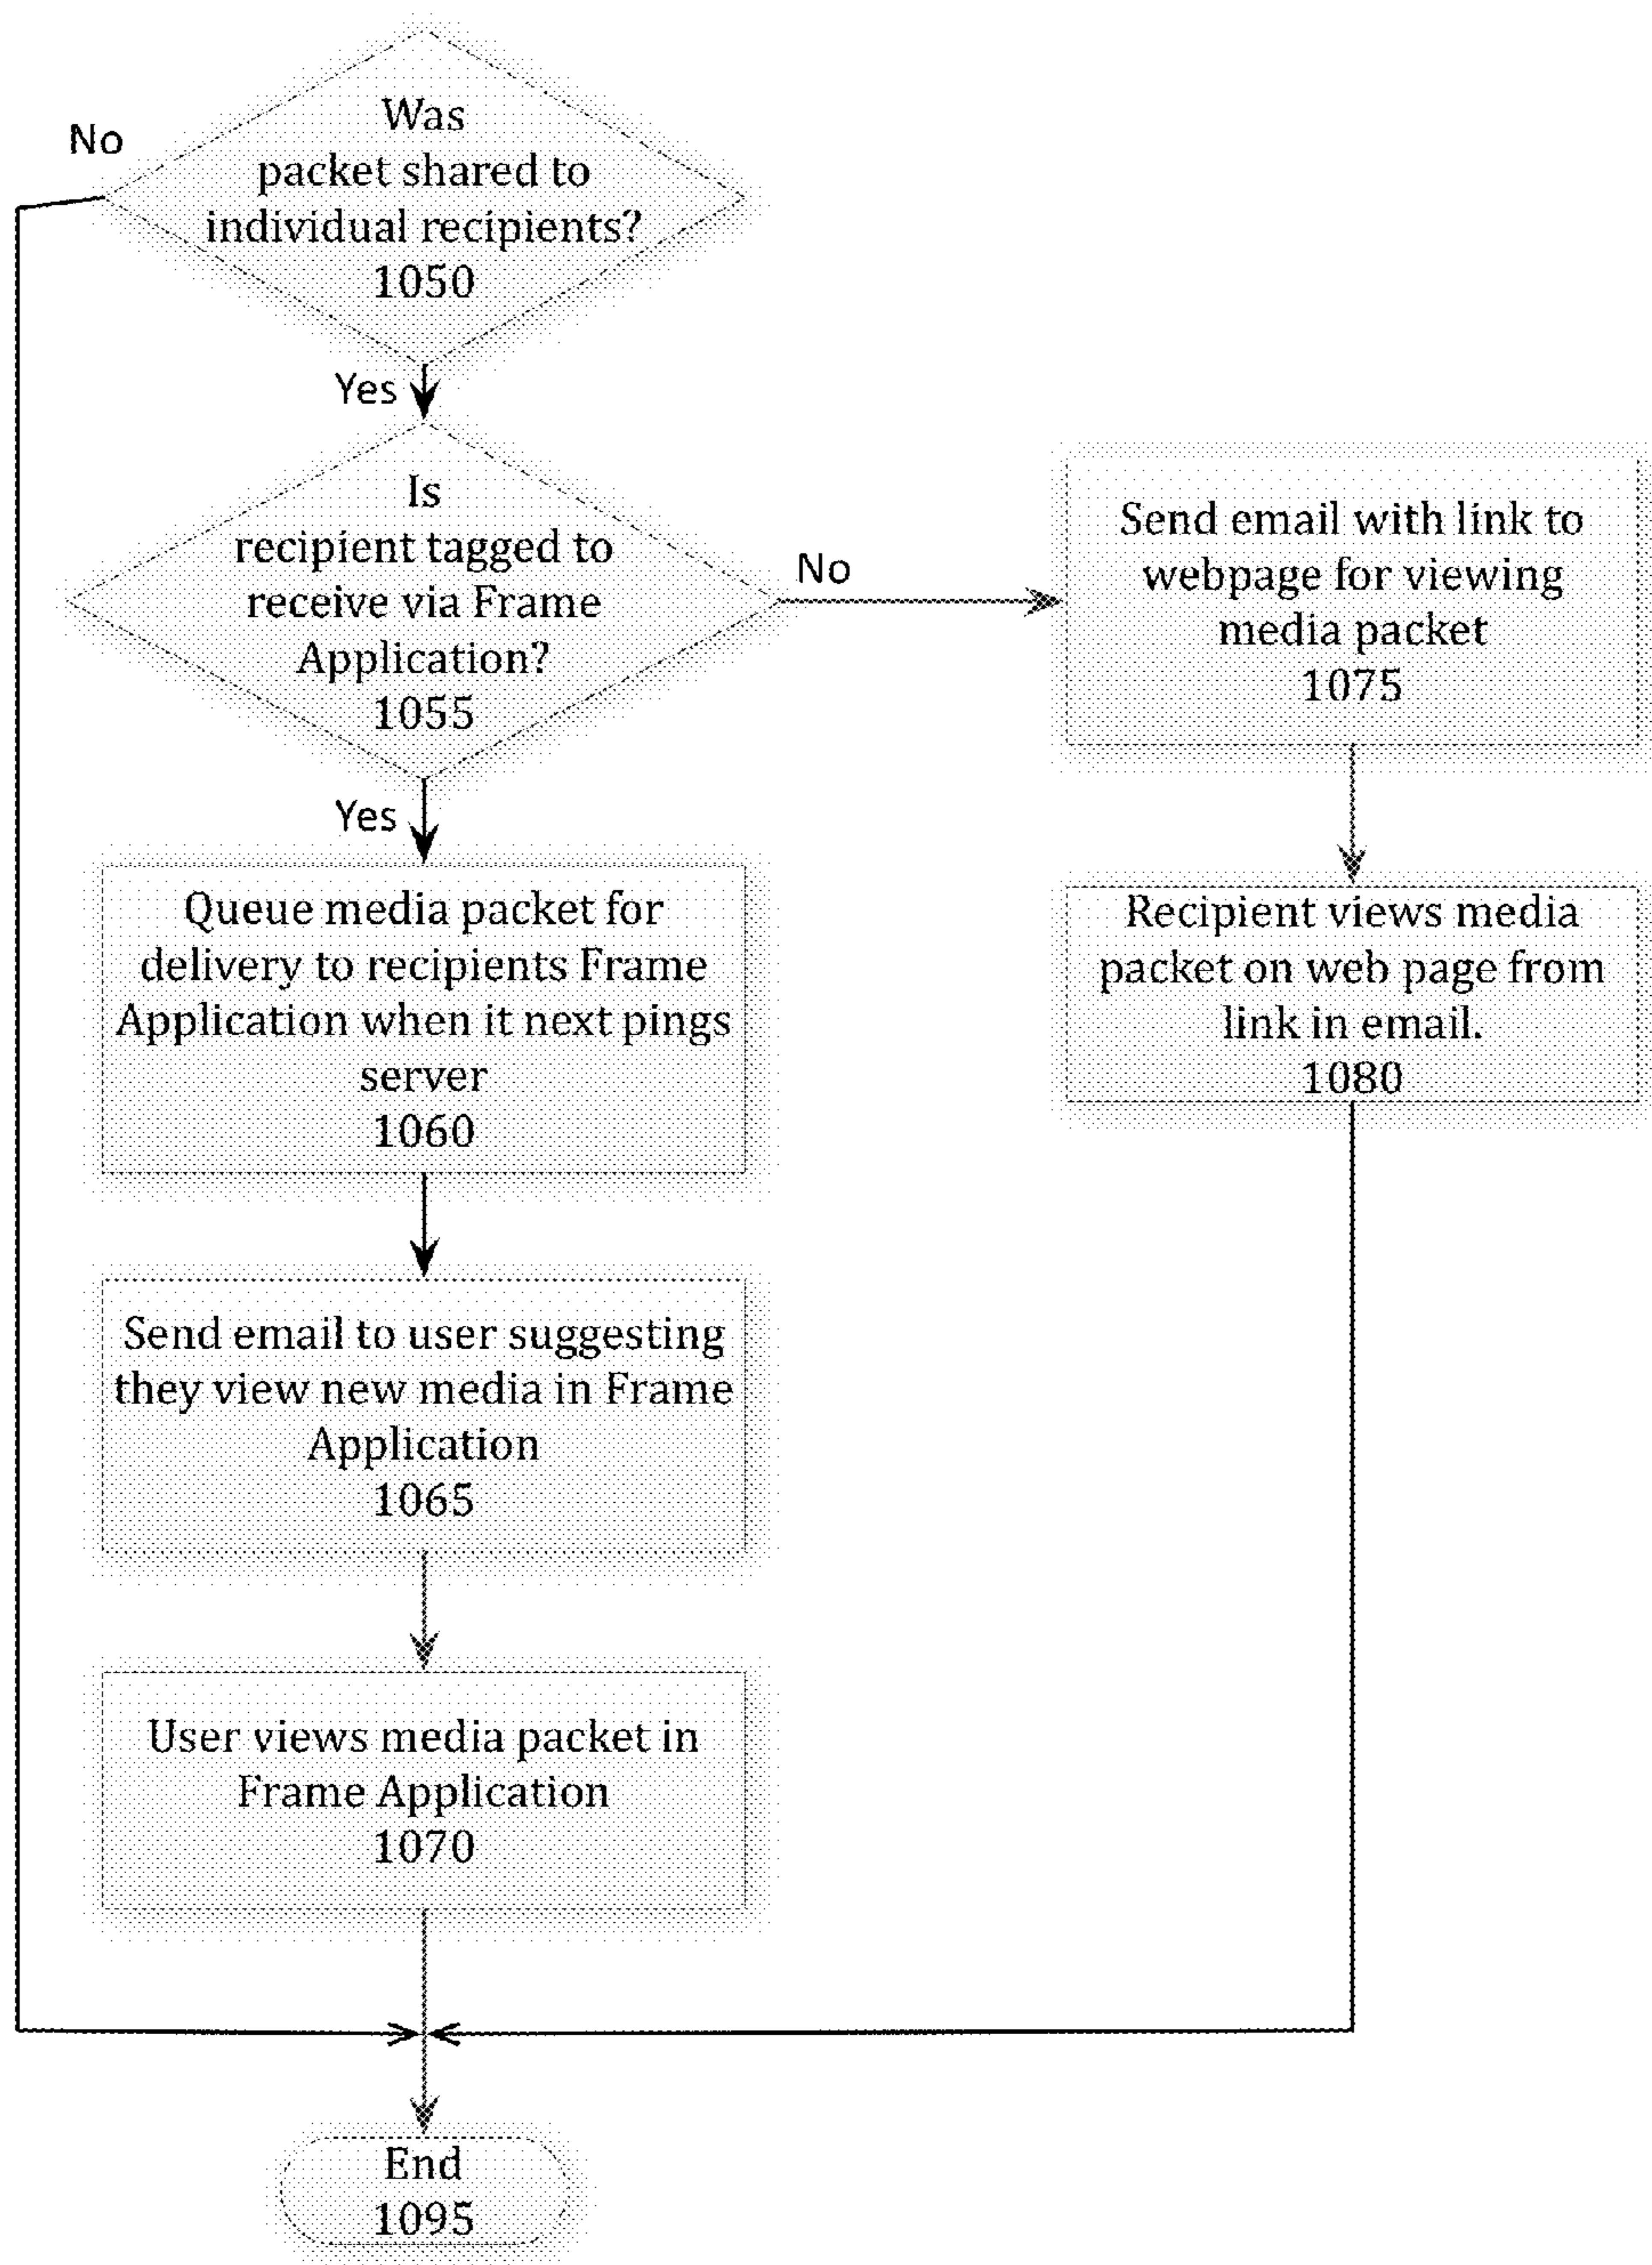 Was
packet shared to
individual recipients?
1050
No
Yes
Is
recipient tagged to
receive via Frame
Application?
1055
No
Yes
Send email with link to
webpage for viewing
media packet
1075
Queue media packet for
delivery to recipients Frame
Application when it next pings
server
1060
Recipient views media
packet on web page from
link in email.
1080
Send email to user suggesting
they view new media in Frame
Application
1065
User views media packet in
Frame Application
1070
End
1095